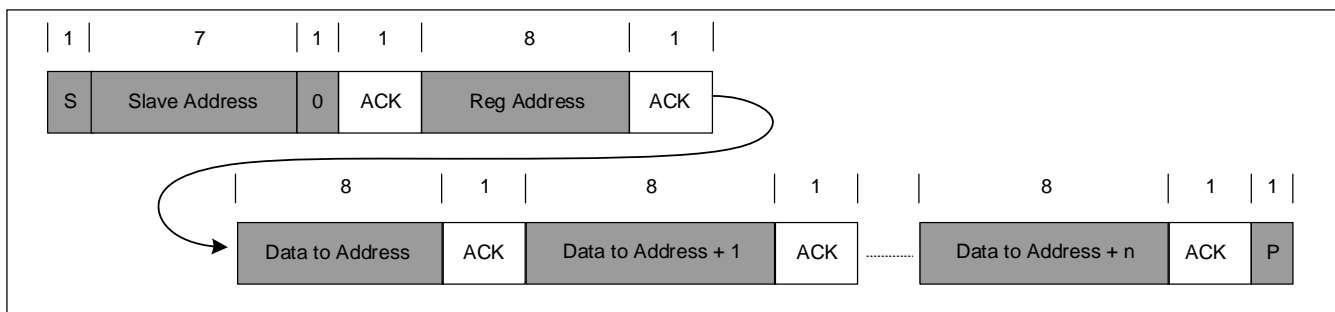 1 7 1 1 8 1
S Slave Address 0 ACK Reg Address ACK
8 1 8 1 8 1 1
Data to Address ACK Data to Address + 1 ACK Data to Address + n ACK P